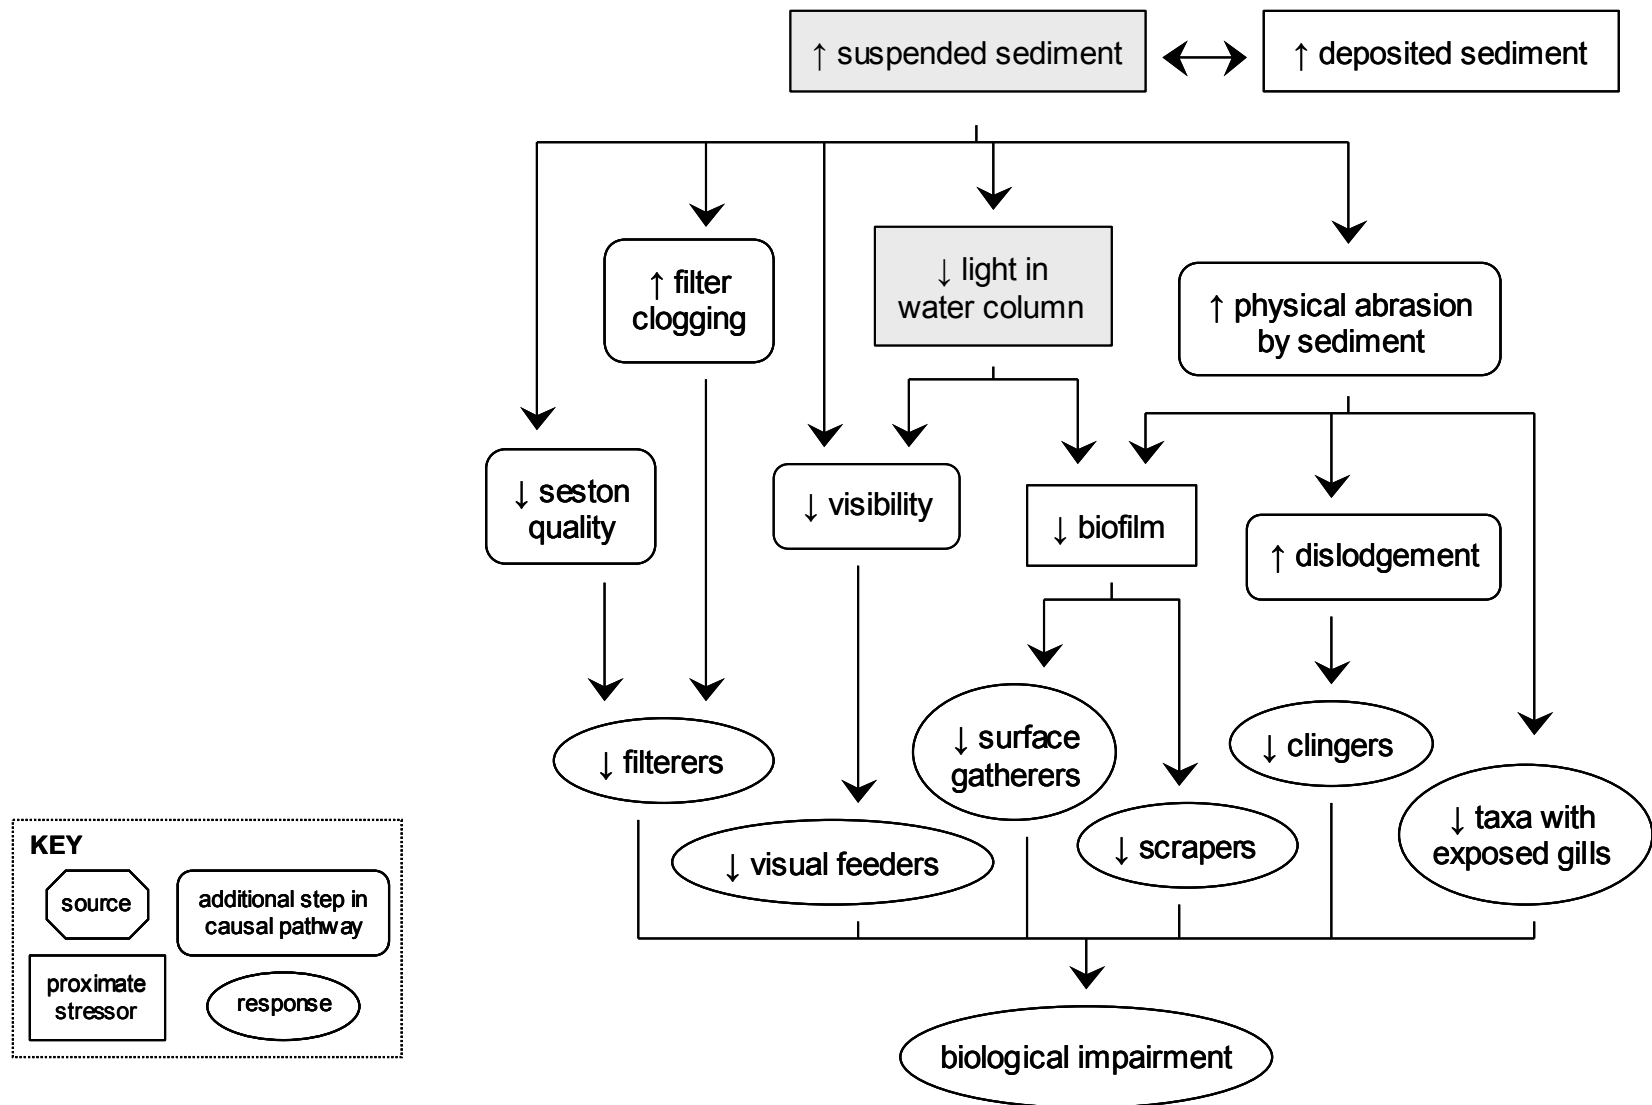 ↑ suspended sediment
↑ deposited sediment
↑ filter
clogging
↓ light in
water column
↑ physical abrasion
by sediment
↓ seston
quality
↓ visibility
↓ biofilm
↑ dislodgement
↓ filterers
↓ surface
gatherers
↓ clingers
↓ visual feeders
↓ scrapers
↓ taxa with
exposed gills
KEY
source
additional step in
causal pathway
proximate
stressor
response
biological impairment